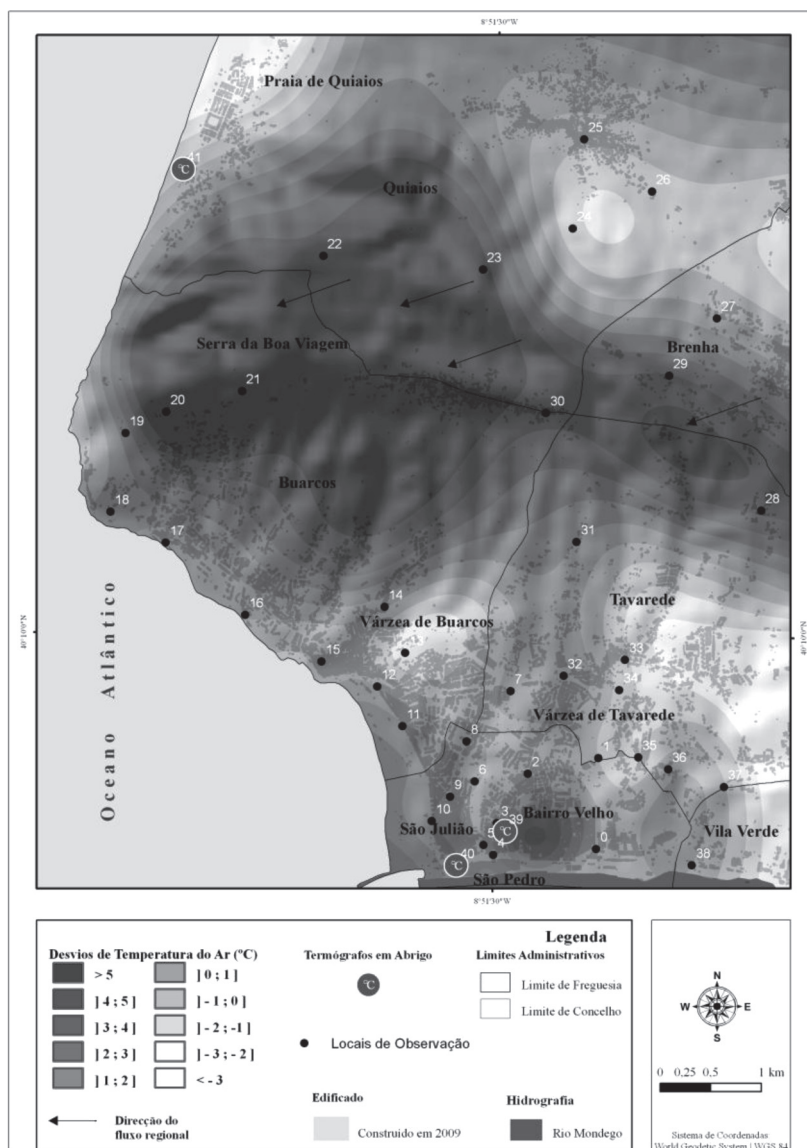 8°51'30"W
Praia de Quiaios
25
41
°C
26
Quiaios
24
22
23
27
Serra da Boa Viagem
Brenha
29
21
20
30
19
Buarcos
28
18
17
31
14
Tavarede
16
Várzea de Buarcos
40°10'0"N
40°10'0"N
33
15
32
12
7
34
11
Várzea de Tavarede
8
1
35
36
2
6
37
9
3
Bairro Velho
39
10
São Julião
°C
Vila Verde
5
0
4
40
°C
38
São Pedro
Oceano Atlântico
8°51'30"W
Legenda
Desvios de Temperatura do Ar (ºC)
> 5
] 4 ; 5 ]
] 3 ; 4 ]
] 2 ; 3 ]
] 1 ; 2 ]
] 0 ; 1 ]
] - 1 ; 0 ]
] - 2 ; -1 ]
] - 3 ; - 2 ]
< - 3
Direcção do
fluxo regional
Termógrafos em Abrigo
°C
Locais de Observação
Limites Administrativos
Limite de Freguesia
Limite de Concelho
Edificado
Construido em 2009
Hidrografia
Rio Mondego
N
W
E
S
0 0,25 0,5 1 km
Sistema de Coordenadas
World Geodetic System | WGS 84